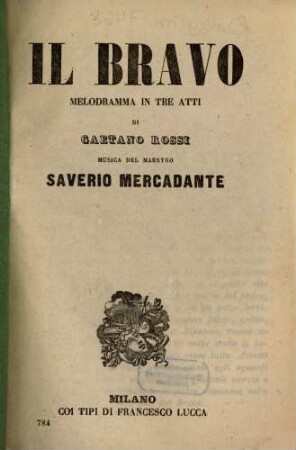 IL BRAVO
MELODRAMMA IN TRE ATTI
DI
GAETANO ROSSI
MUSICA DEL MAESTRO
SAVERIO MERCADANTE
MILANO
COI TIPI DI FRANCESCO LUCCA
784